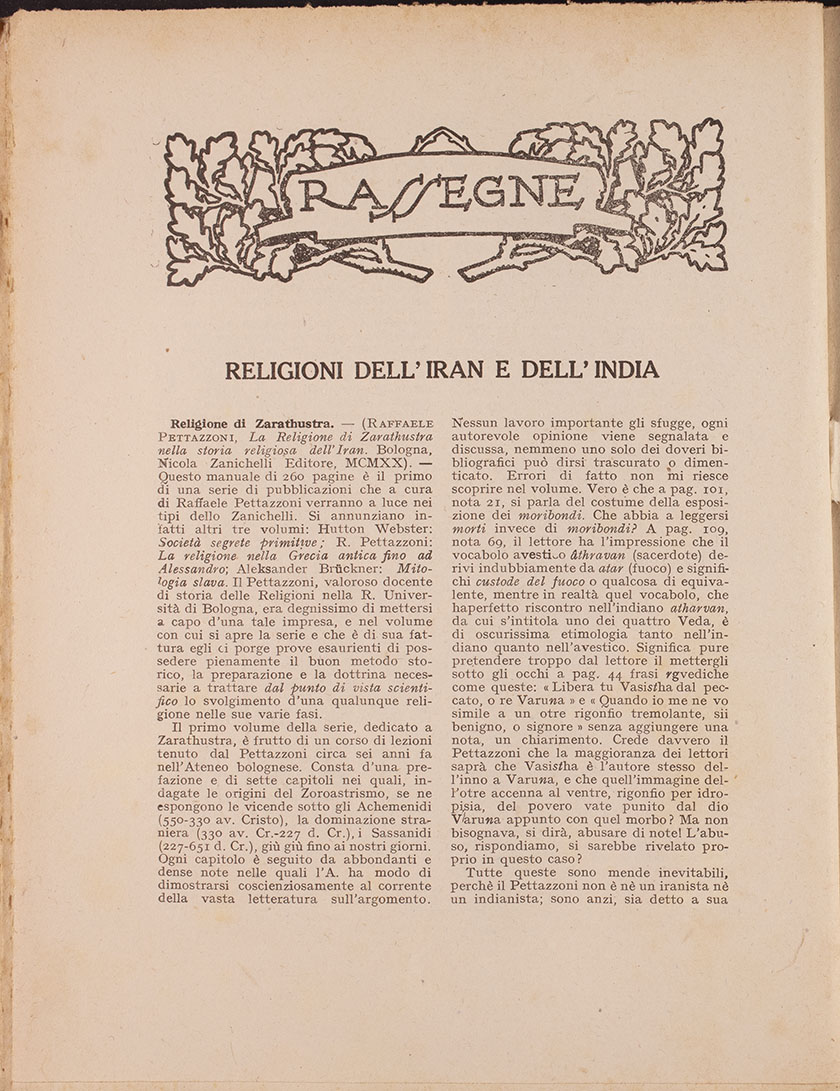 RASSEGNE
RELIGIONI DELL'IRAN E DELL'INDIA
Religione di Zarathustra. — (RAFFAELE
PETTAZZONI, La Religione di Zarathustra
nella storia religiosa dell'Iran. Bologna,
Nicola Zanichelli Editore, MCMXX). —
Questo manuale di 260 pagine è il primo
di una serie di pubblicazioni che a cura
di Raffaele Pettazzoni verranno a luce nei
tipi dello Zanichelli. Si annunziano in-
fatti altri tre volumi: Hutton Webster:
Società segrete primitive; R. Pettazzoni:
La religione nella Grecia antica fino ad
Alessandro; Aleksander Brückner: Mito-
logia slava. Il Pettazzoni, valoroso docente
di storia delle Religioni nella R. Univer-
sità di Bologna, era degnissimo di mettersi
a capo d'una tale impresa, e nel volume
con cui si apre la serie e che è di sua fat-
tura egli ci porge prove esaurienti di pos-
sedere pienamente il buon metodo sto-
rico, la preparazione e la dottrina neces-
sarie a trattare dal punto di vista scienti-
fico lo svolgimento d'una qualunque reli-
gione nelle sue varie fasi.
Il primo volume della serie, dedicato a
Zarathustra, è frutto di un corso di lezioni
tenuto dal Pettazzoni circa sei anni fa
nell'Ateneo bolognese. Consta d'una pre-
fazione e di sette capitoli nei quali, in-
dagate le origini del Zoroastrismo, se ne
espongono le vicende sotto gli Achemenidi
(550-330 av. Cristo), la dominazione stra-
niera (330 av. Cr.-227 d. Cr.), i Sassanidi
(227-651 d. Cr.), giù giù fino ai nostri giorni.
Ogni capitolo è seguito da abbondanti e
dense note nelle quali l'A. ha modo di
dimostrarsi coscienziosamente al corrente
della vasta letteratura sull'argomento.
Nessun lavoro importante gli sfugge, ogni
autorevole opinione viene segnalata e
discussa, nemmeno uno solo dei doveri bi-
bliografici può dirsi trascurato o dimen-
ticato. Errori di fatto non mi riesce
scoprire nel volume. Vero è che a pag. 101,
nota 21, si parla del costume della esposi-
zione dei moribondi. Che abbia a leggersi
morti invece di moribondi? A pag. 109,
nota 69, il lettore ha l'impressione che il
vocabolo avestico áthravan (sacerdote) de-
rivi indubbiamente da atar (fuoco) e signifi-
chi custode del fuoco o qualcosa di equiva-
lente, mentre in realtà quel vocabolo, che
haperfetto riscontro nell'indiano atharvan,
da cui s'intitola uno dei quattro Veda, è
di oscurissima etimologia tanto nell'in-
diano quanto nell'avestico. Significa pure
pretendere troppo dal lettore il mettergli
sotto gli occhi a pag. 44 frasi rgvediche
come queste: « Libera tu Vasistha dal pec-
cato, o re Varuna » e « Quando io me ne vo
simile a un otre rigonfio tremolante, sii
benigno, o signore » senza aggiungere una
nota, un chiarimento. Crede davvero il
Pettazzoni che la maggioranza dei lettori
saprà che Vasistha è l'autore stesso del-
l'inno a Varuna, e che quell'immagine del-
l'otre accenna al ventre, rigonfio per idro-
pisia, del povero vate punito dal dio
Varuna appunto con quel morbo? Ma non
bisognava, si dirà, abusare di note! L'abu-
so, rispondiamo, si sarebbe rivelato pro-
prio in questo caso?
Tutte queste sono mende inevitabili,
perchè il Pettazzoni non è nè un iranista nè
un indianista; sono anzi, sia detto a sua